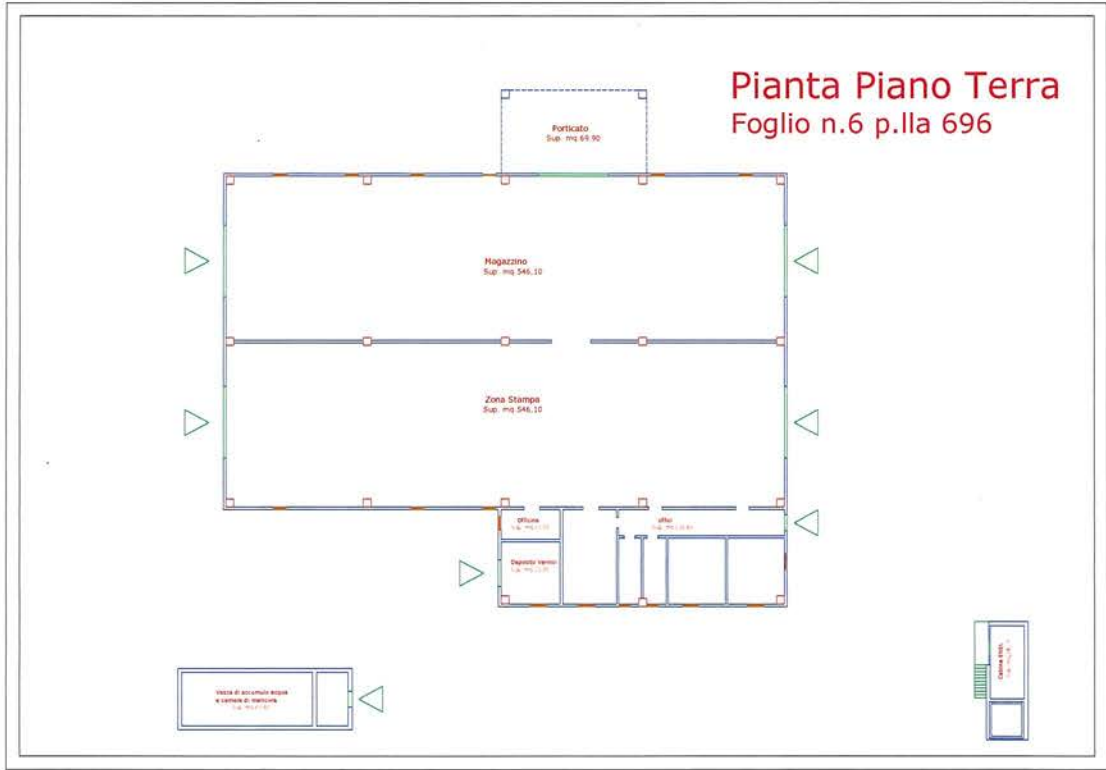 Pianta Piano Terra
Foglio n.6 p.lla 696
Porticato
Sup. mq 69.90
Magazzino
Sup. mq 546.10
Zona Stampa
Sup. mq 546.10
Officina
uffici
Deposito vernici
Vasca di accumulo acqua
e camera di manovra
Cabina ENEL